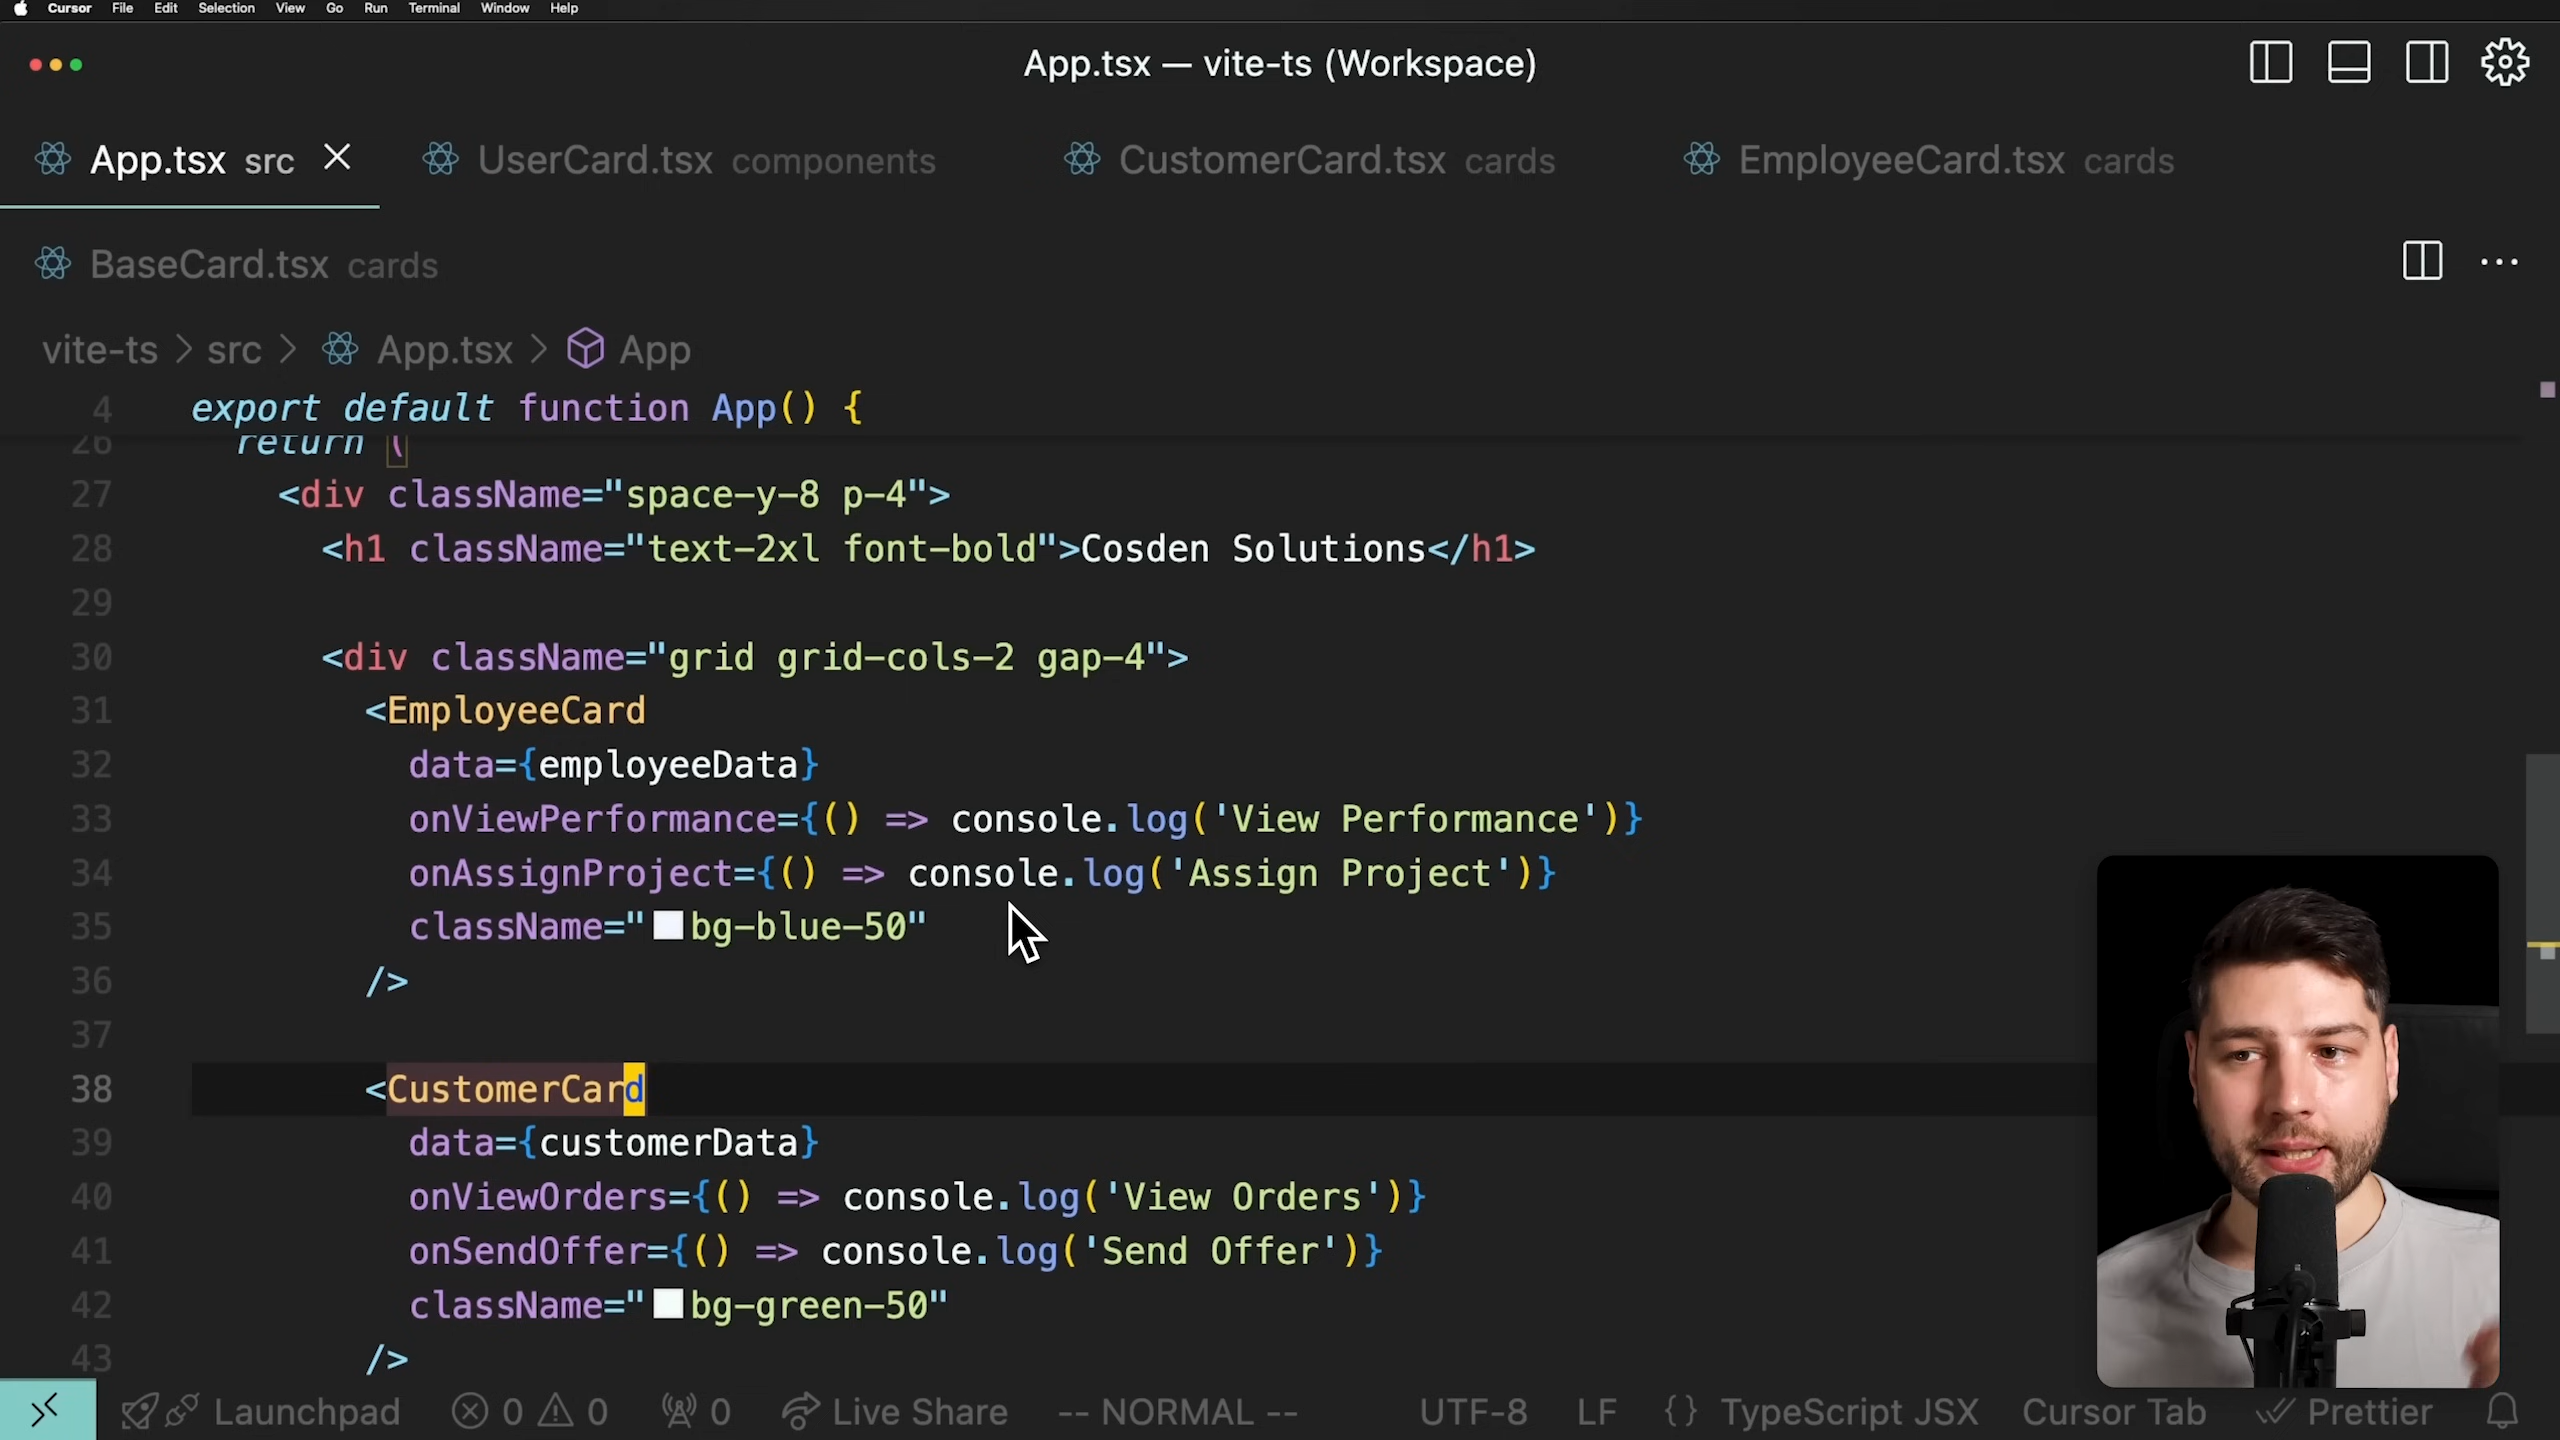 Cursor File Edit Selection View Go Run Terminal Window Help
App.tsx — vite-ts (Workspace)
App.tsx src UserCard.tsx components CustomerCard.tsx cards EmployeeCard.tsx cards
BaseCard.tsx cards ...
vite-ts > src > App.tsx > App
4 export default function App() {
26 return (
27 <div className="space-y-8 p-4">
28 <h1 className="text-2xl font-bold">Cosden Solutions</h1>
29
30 <div className="grid grid-cols-2 gap-4">
31 <EmployeeCard
32 data={employeeData}
33 onViewPerformance={() => console.log('View Performance')}
34 onAssignProject={() => console.log('Assign Project')}
35 className="bg-blue-50"
36 />
37
38 <CustomerCard
39 data={customerData}
40 onViewOrders={() => console.log('View Orders')}
41 onSendOffer={() => console.log('Send Offer')}
42 className="bg-green-50"
43 />
Launchpad 0 0 0 Live Share -- NORMAL -- UTF-8 LF {} TypeScript JSX Cursor Tab Prettier